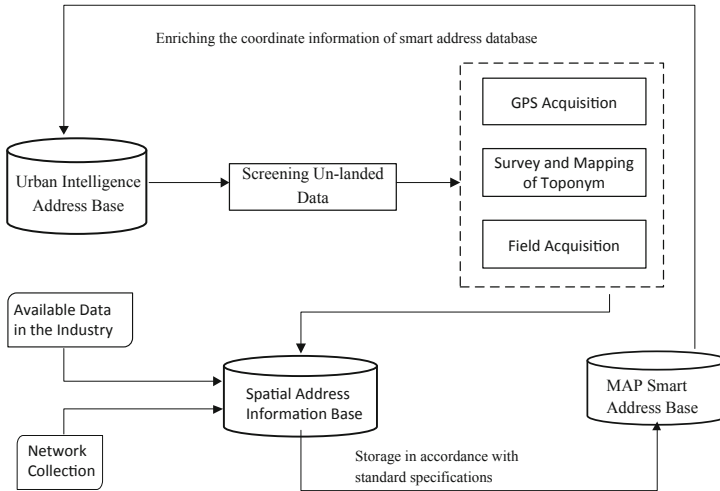 Enriching the coordinate information of smart address database
GPS Acquisition
Urban Intelligence
Address Base
Screening Un-landed
Data
Survey and Mapping
of Toponym
Field Acquisition
Available Data
in the Industry
Spatial Address
Information Base
MAP Smart
Address Base
Network
Collection
Storage in accordance with
standard specifications